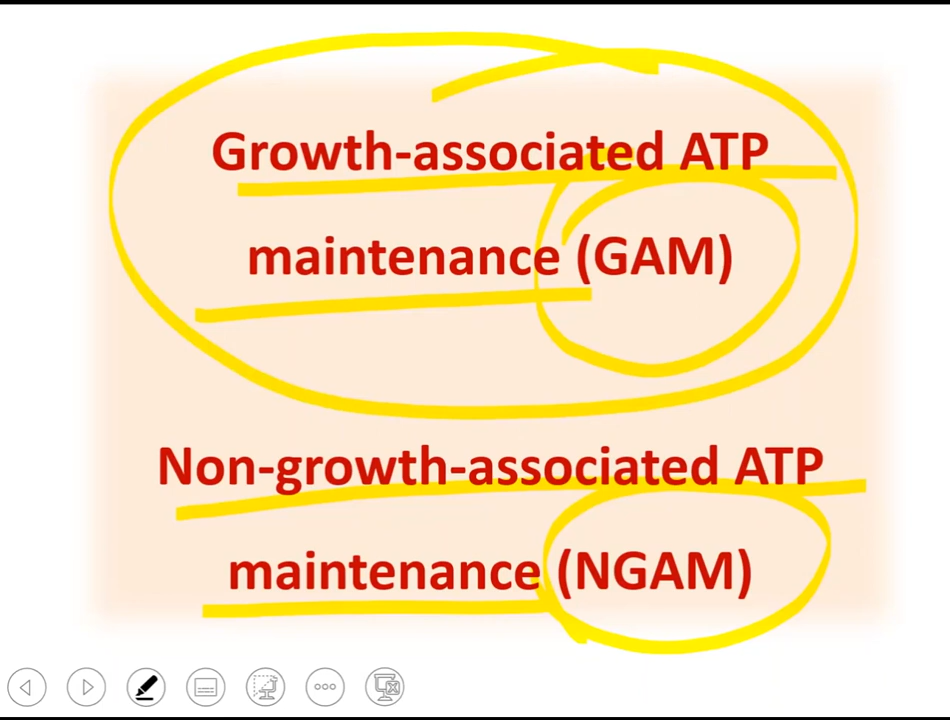 Growth-associated ATP
maintenance (GAM)
Non-growth-associated ATP
maintenance (NGAM)